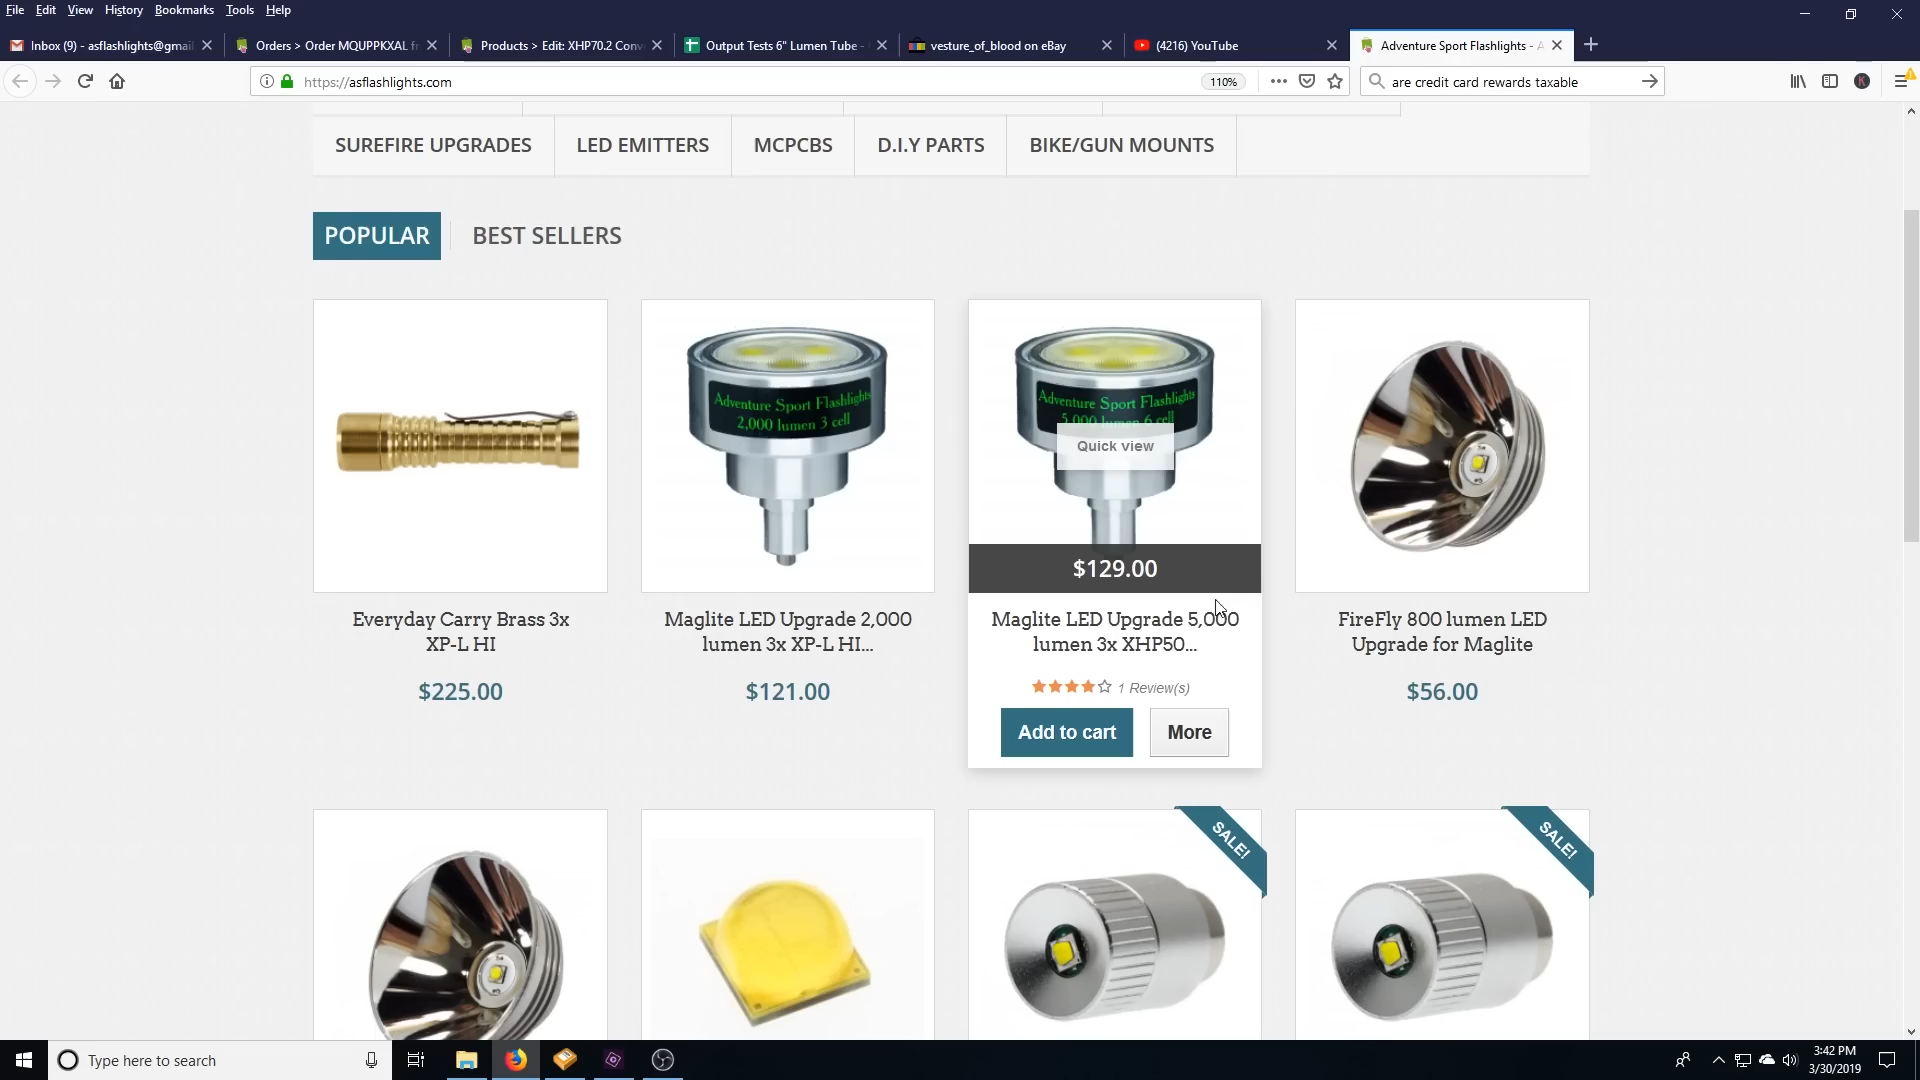 File Edit View History Bookmarks Tools Help
Inbox (9) - asflashlights@gmail
Orders > Order MQUPPKXAL fr
Products > Edit: XHP70.2 Conv
Output Tests 6" Lumen Tube -
vesture_of_blood on eBay
(4216) YouTube
Adventure Sport Flashlights - A
https://asflashlights.com
110%
are credit card rewards taxable
K
SUREFIRE UPGRADES
LED EMITTERS
MCPCBS
D.I.Y PARTS
BIKE/GUN MOUNTS
POPULAR
BEST SELLERS
Adventure Sport Flashlights
2,000 lumen 3 cell
Adventure Sport Flashlights
5,000 lumen 6 cell
Quick view
$129.00
Everyday Carry Brass 3x
XP-L HI
$225.00
Maglite LED Upgrade 2,000
lumen 3x XP-L HI...
$121.00
Maglite LED Upgrade 5,000
lumen 3x XHP50...
1 Review(s)
Add to cart
More
FireFly 800 lumen LED
Upgrade for Maglite
$56.00
SALE!
SALE!
Type here to search
3:42 PM
3/30/2019